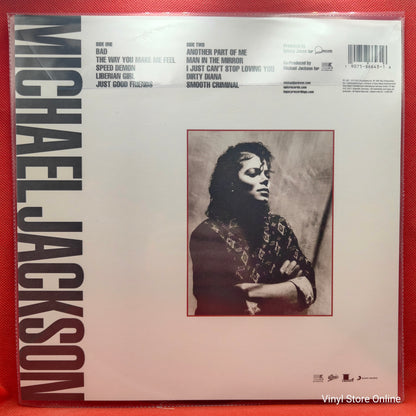 MICHAEL JACKSON
SIDE ONE
BAD
THE WAY YOU MAKE ME FEEL
SPEED DEMON
LIBERIAN GIRL
JUST GOOD FRIENDS
SIDE TWO
ANOTHER PART OF ME
MAN IN THE MIRROR
I JUST CAN'T STOP LOVING YOU
DIRTY DIANA
SMOOTH CRIMINAL
Produced by
Quincy Jones for
Co-Produced by
Michael Jackson for
Epic
Vinyl Store Online